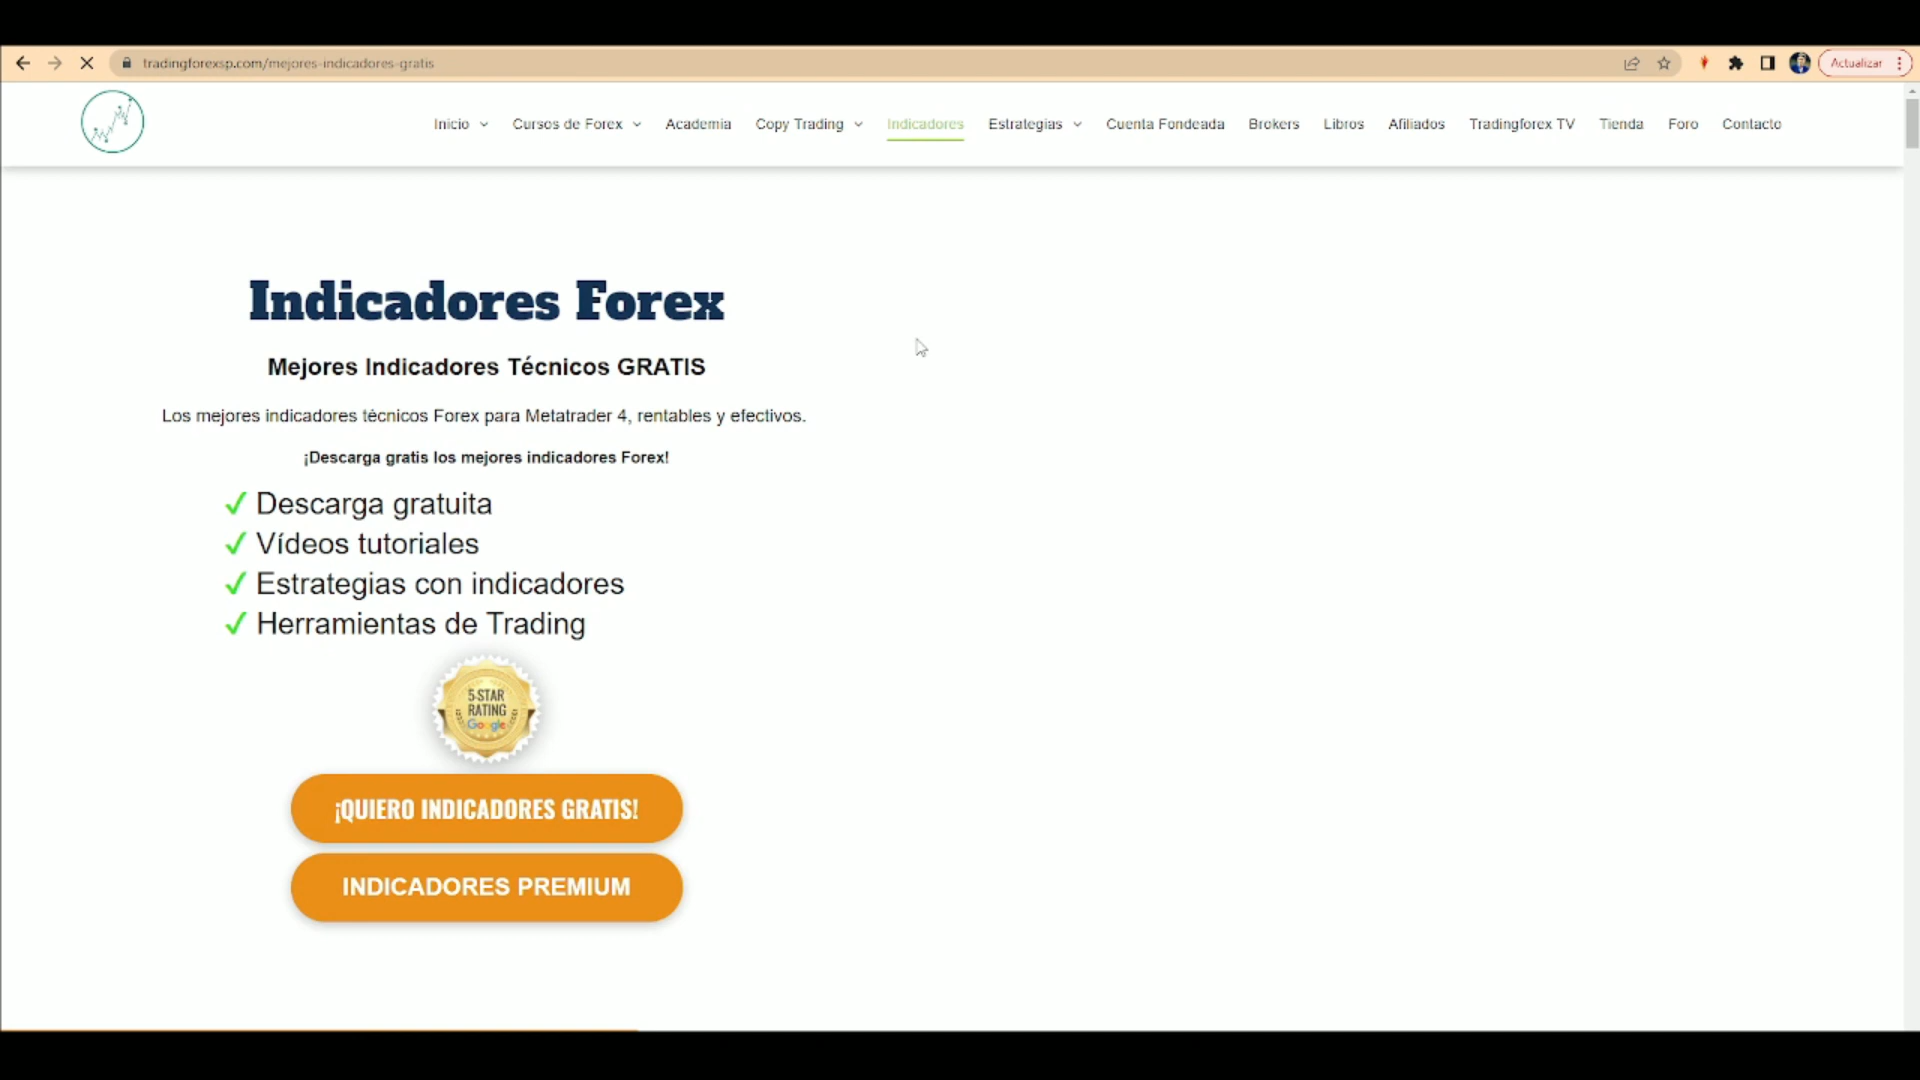 tradingforexsp.com/mejores-indicadores-gratis
Actualizar
Inicio Cursos de Forex Academia Copy Trading Indicadores Estrategias Cuenta Fondeada Brokers Libros Afiliados Tradingforex TV Tienda Foro Contacto
Indicadores Forex
Mejores Indicadores Técnicos GRATIS
Los mejores indicadores técnicos Forex para Metatrader 4, rentables y efectivos.
¡Descarga gratis los mejores indicadores Forex!
✓ Descarga gratuita
✓ Vídeos tutoriales
✓ Estrategias con indicadores
✓ Herramientas de Trading
5-STAR
RATING
Google
¡QUIERO INDICADORES GRATIS!
INDICADORES PREMIUM